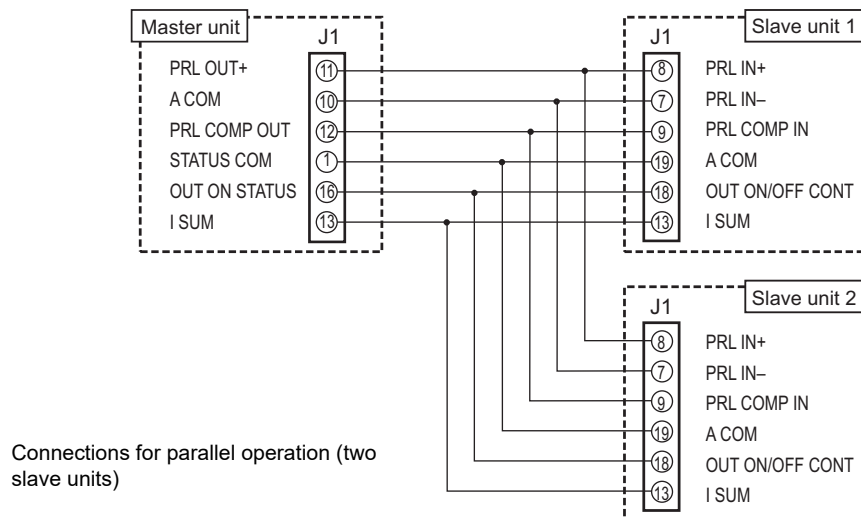 Master unit
J1
PRL OUT+ 11
A COM 10
PRL COMP OUT 12
STATUS COM 1
OUT ON STATUS 16
I SUM 13
Slave unit 1
J1
8 PRL IN+
7 PRL IN–
9 PRL COMP IN
19 A COM
18 OUT ON/OFF CONT
13 I SUM
Slave unit 2
J1
8 PRL IN+
7 PRL IN–
9 PRL COMP IN
19 A COM
18 OUT ON/OFF CONT
13 I SUM
Connections for parallel operation (two
slave units)